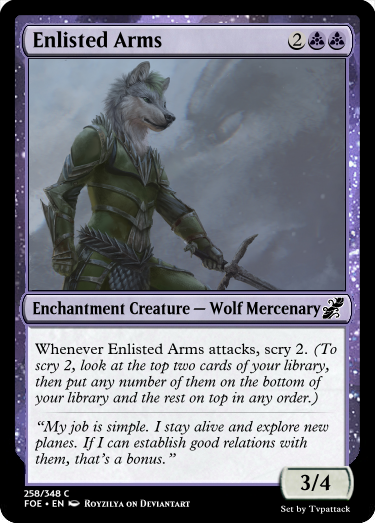 Enlisted Arms 2
Enchantment Creature — Wolf Mercenary
Whenever Enlisted Arms attacks, scry 2. (To
scry 2, look at the top two cards of your library,
then put any number of them on the bottom of
your library and the rest on top in any order.)
“My job is simple. I stay alive and explore new
planes. If I can establish good relations with
them, that’s a bonus.”
3/4
258/348 C
FOE • EN Royzilya on Deviantart
Set by Tvpattack